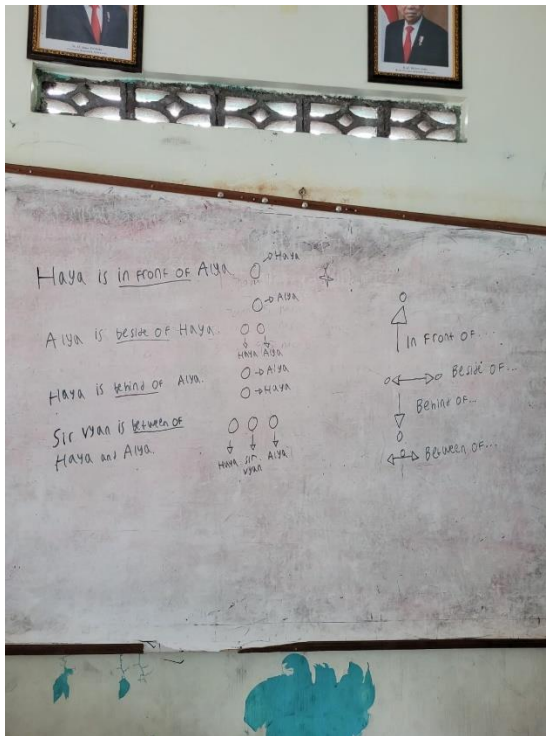 Haya is in front of Alya
Haya
Alya
Alya is beside of Haya.
Haya Alya
Haya is behind of Alya.
Alya
Haya
Sir Vyan is between of
Haya and Alya.
Haya Sir Vyan Alya
In Front of...
Beside of...
Behind of...
Between of...